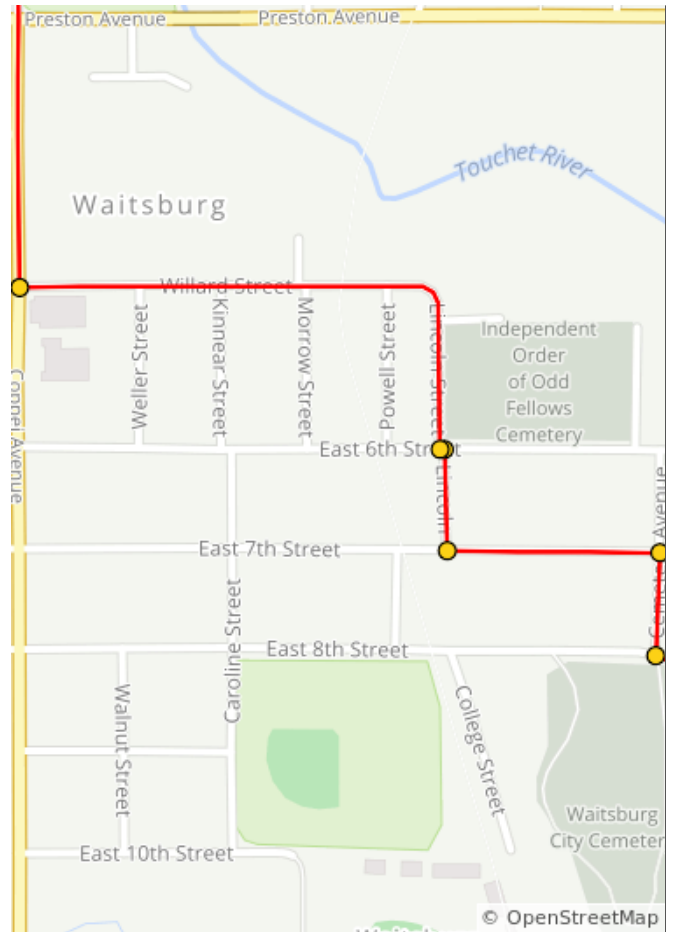 Preston Avenue
Preston Avenue
Touchet River
Waitsburg
Willard Street
Weller Street
Kinnear Street
Morrow Street
Powell Street
Lincoln Street
Independent
Order
of Odd
Fellows
Cemetery
Coppei Avenue
East 6th Street
Lincoln
Avenue
East 7th Street
Caroline Street
East 8th Street
Walnut Street
College Street
Waitsburg
City Cemeter
East 10th Street
© OpenStreetMap